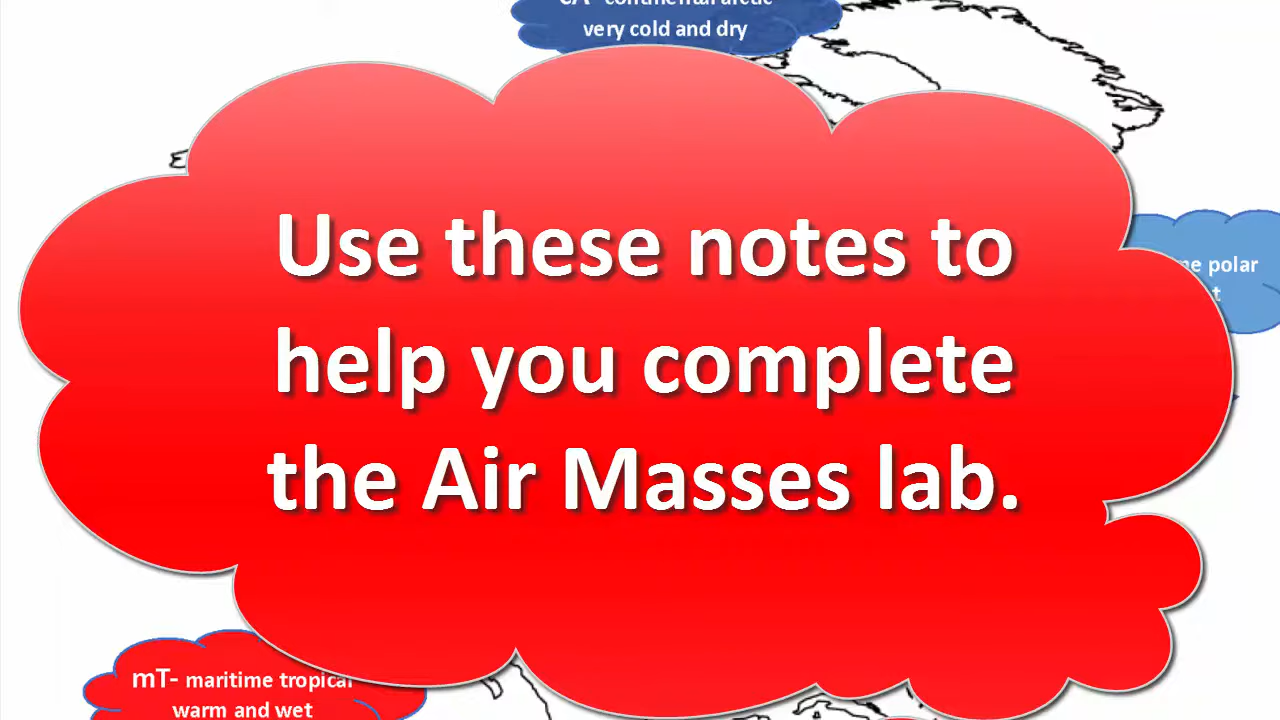 very cold and dry
Use these notes to
polar
help you complete
the Air Masses lab.
mT- maritime tropical
warm and wet